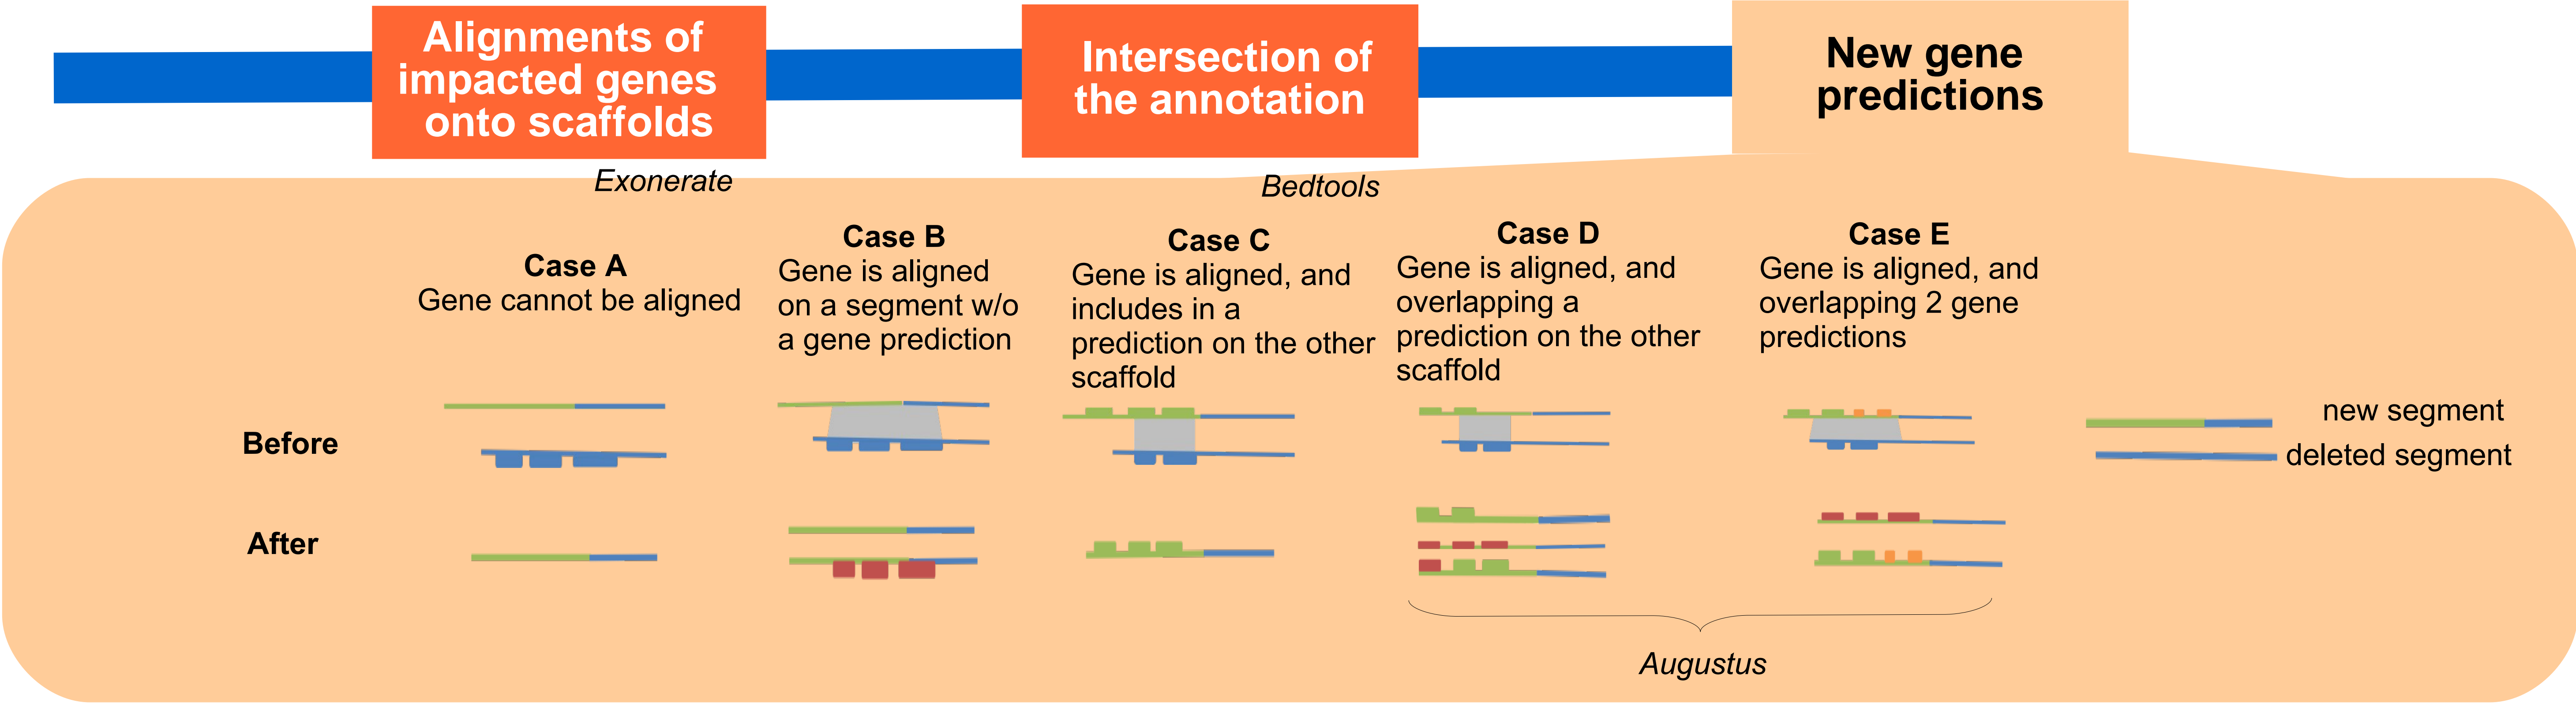 Alignments of
impacted genes
onto scaffolds
Intersection of
the annotation
New gene
predictions
Exonerate
Bedtools
Case A
Gene cannot be aligned
Case B
Gene is aligned
on a segment w/o
a gene prediction
Case C
Gene is aligned, and
includes in a
prediction on the other
scaffold
Case D
Gene is aligned, and
overlapping a
prediction on the other
scaffold
Case E
Gene is aligned, and
overlapping 2 gene
predictions
Before
new segment
deleted segment
After
Augustus